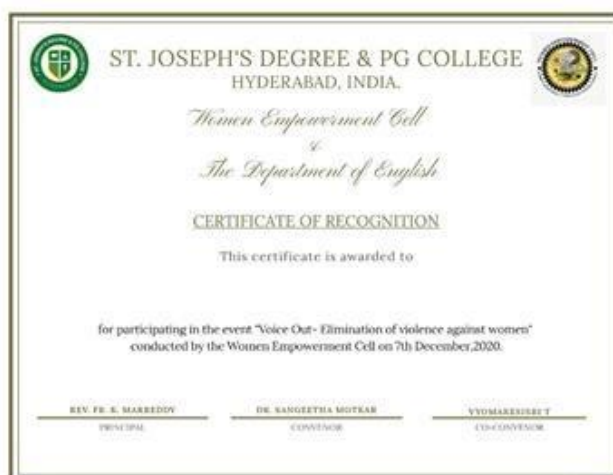 ST. JOSEPH'S DEGREE & PG COLLEGE
HYDERABAD, INDIA.
Women Empowerment Cell
&
The Department of English
CERTIFICATE OF RECOGNITION
This certificate is awarded to
for participating in the event "Voice Out- Elimination of violence against women"
conducted by the Women Empowerment Cell on 7th December,2020.
REV. FR. K. MARREDDY DR. SANGEETHA MOTKAR
PRINCIPAL CONVENOR CO-CONVENOR